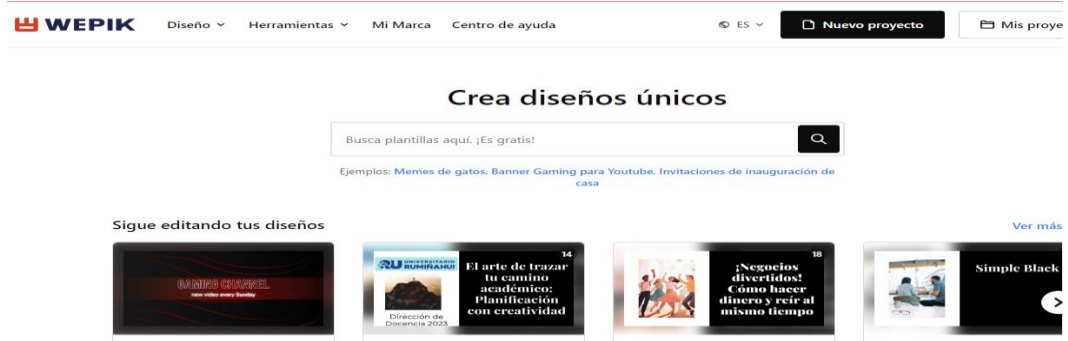 WEPIK Diseño Herramientas Mi Marca Centro de ayuda ES Nuevo proyecto Mis proye
Crea diseños únicos
Busca plantillas aquí. ¡Es gratis!
Ejemplos: Memes de gatos, Banner Gaming para Youtube, Invitaciones de inauguración de
casa
Sigue editando tus diseños Ver más
GAMING CHANNEL
new video every Sunday
14
RU UNIVERSITARIO
RUMIÑAHUI
Dirección de
Docencia 2023
El arte de trazar
tu camino
académico:
Planificación
con creatividad
18
¡Negocios
divertidos!
Cómo hacer
dinero y reír al
mismo tiempo
Simple Black